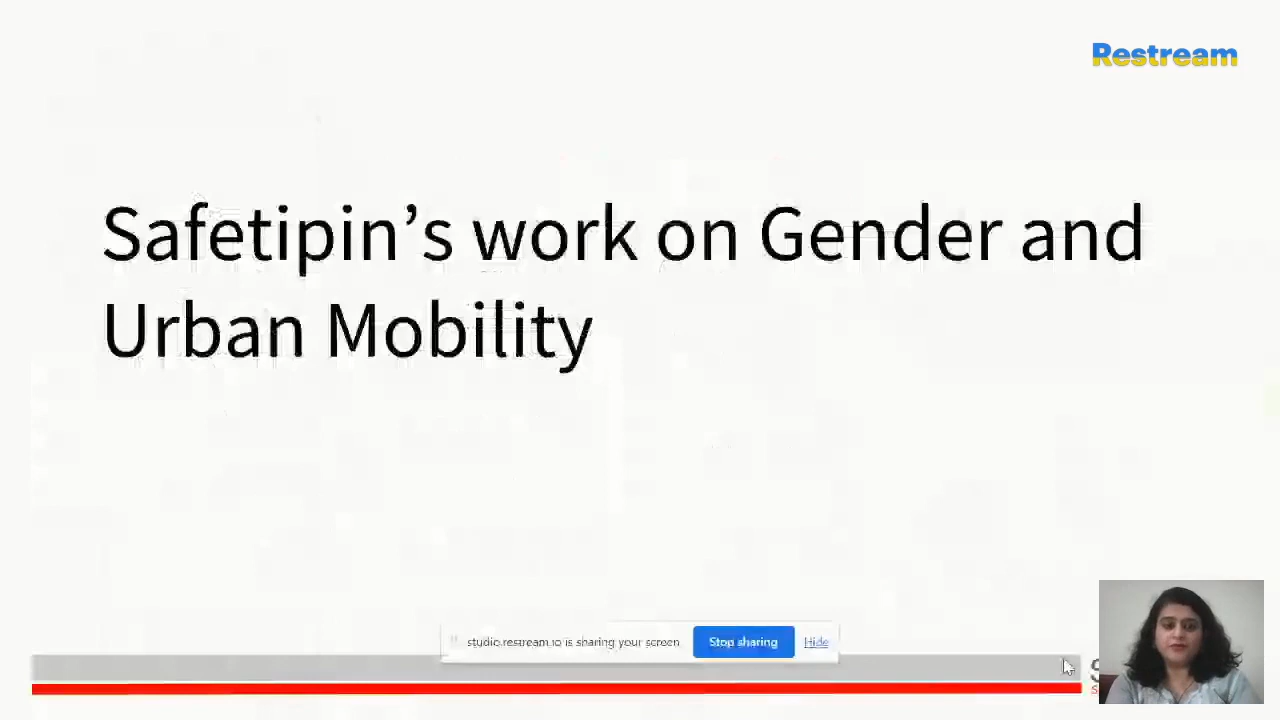 Restream
Safetipin’s work on Gender and
Urban Mobility
studio.restream.io is sharing your screen
Stop sharing
Hide